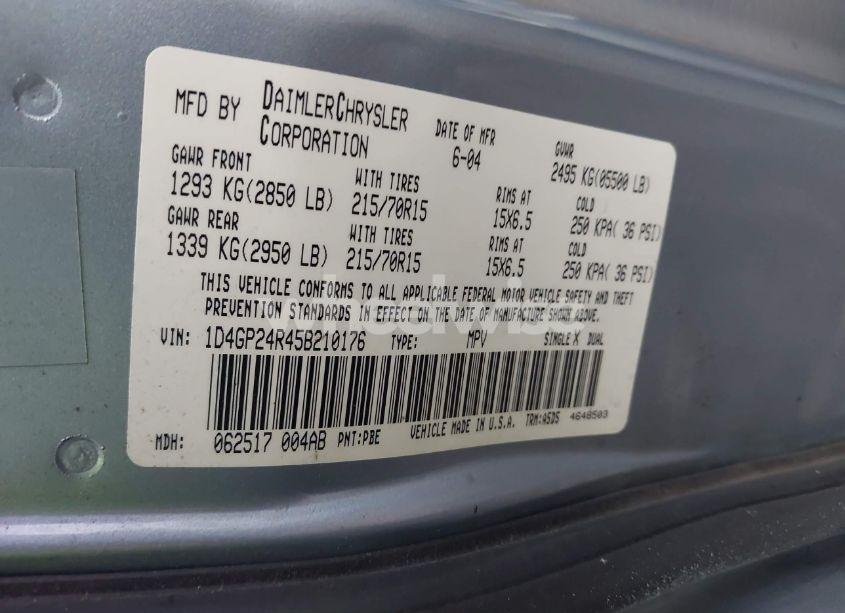 MFD BY DAIMLERCHRYSLER CORPORATION
DATE OF MFR 6-04
GVWR 2495 KG(05500 LB)
GAWR FRONT
1293 KG(2850 LB)
WITH TIRES
215/70R15
RIMS AT
15X6.5
COLD
250 KPA( 36 PSI)
GAWR REAR
1339 KG(2950 LB)
WITH TIRES
215/70R15
RIMS AT
15X6.5
COLD
250 KPA( 36 PSI)
THIS VEHICLE CONFORMS TO ALL APPLICABLE FEDERAL MOTOR VEHICLE SAFETY AND THEFT
PREVENTION STANDARDS IN EFFECT ON THE DATE OF MANUFACTURE SHOWN ABOVE.
VIN: 1D4GP24R45B210176 TYPE: MPV SINGLE X DUAL
MDH: 062517 004AB PNT:PBE VEHICLE MADE IN U.S.A. TRM:A5D5 4648503